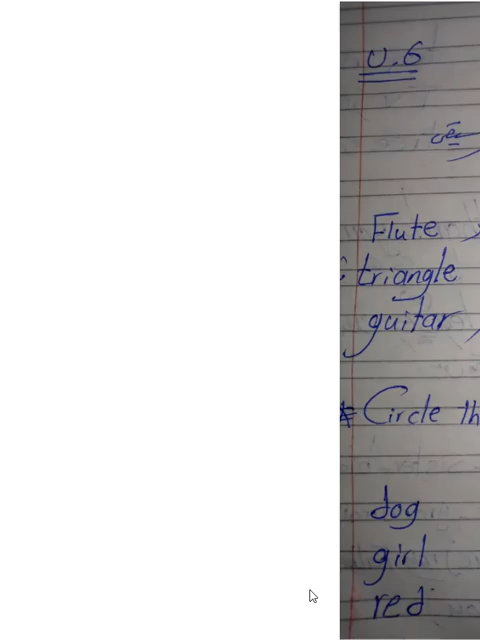 U.6
Flute
triangle
guitar
* Circle th
dog
girl
red